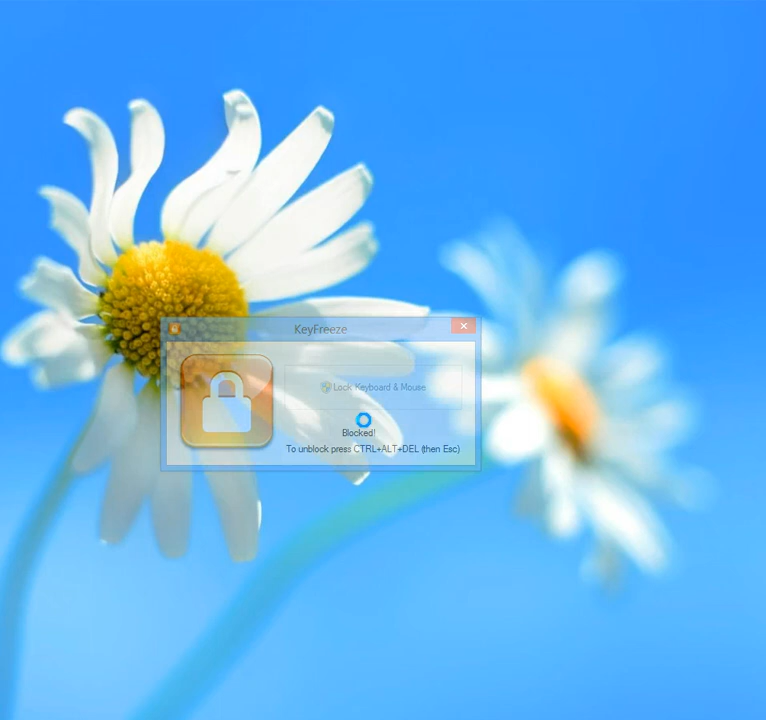 KeyFreeze
Lock Keyboard & Mouse
Blocked!
To unblock press CTRL+ALT+DEL (then Esc)